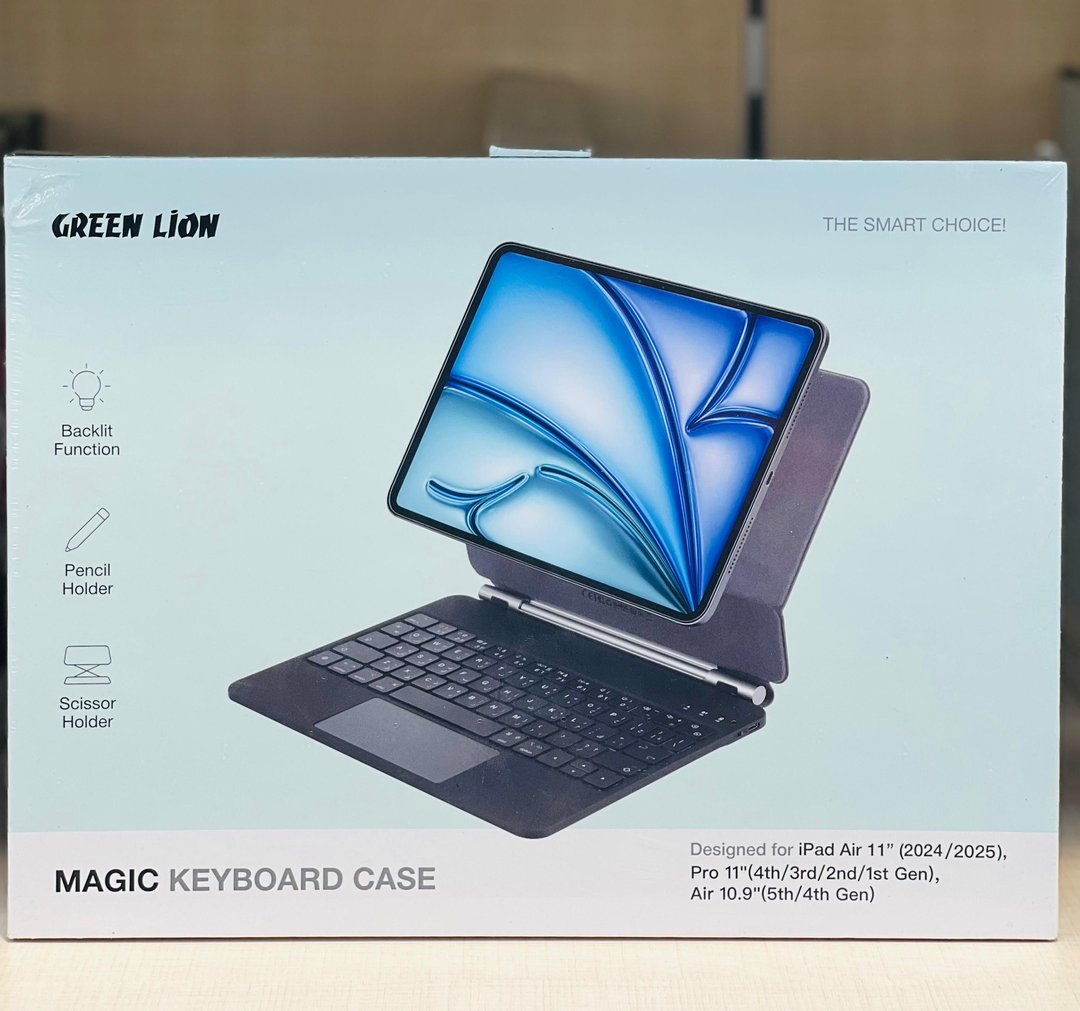 GREEN LION
THE SMART CHOICE!
Backlit
Function
Pencil
Holder
Scissor
Holder
MAGIC KEYBOARD CASE
Designed for iPad Air 11” (2024/2025),
Pro 11"(4th/3rd/2nd/1st Gen),
Air 10.9"(5th/4th Gen)